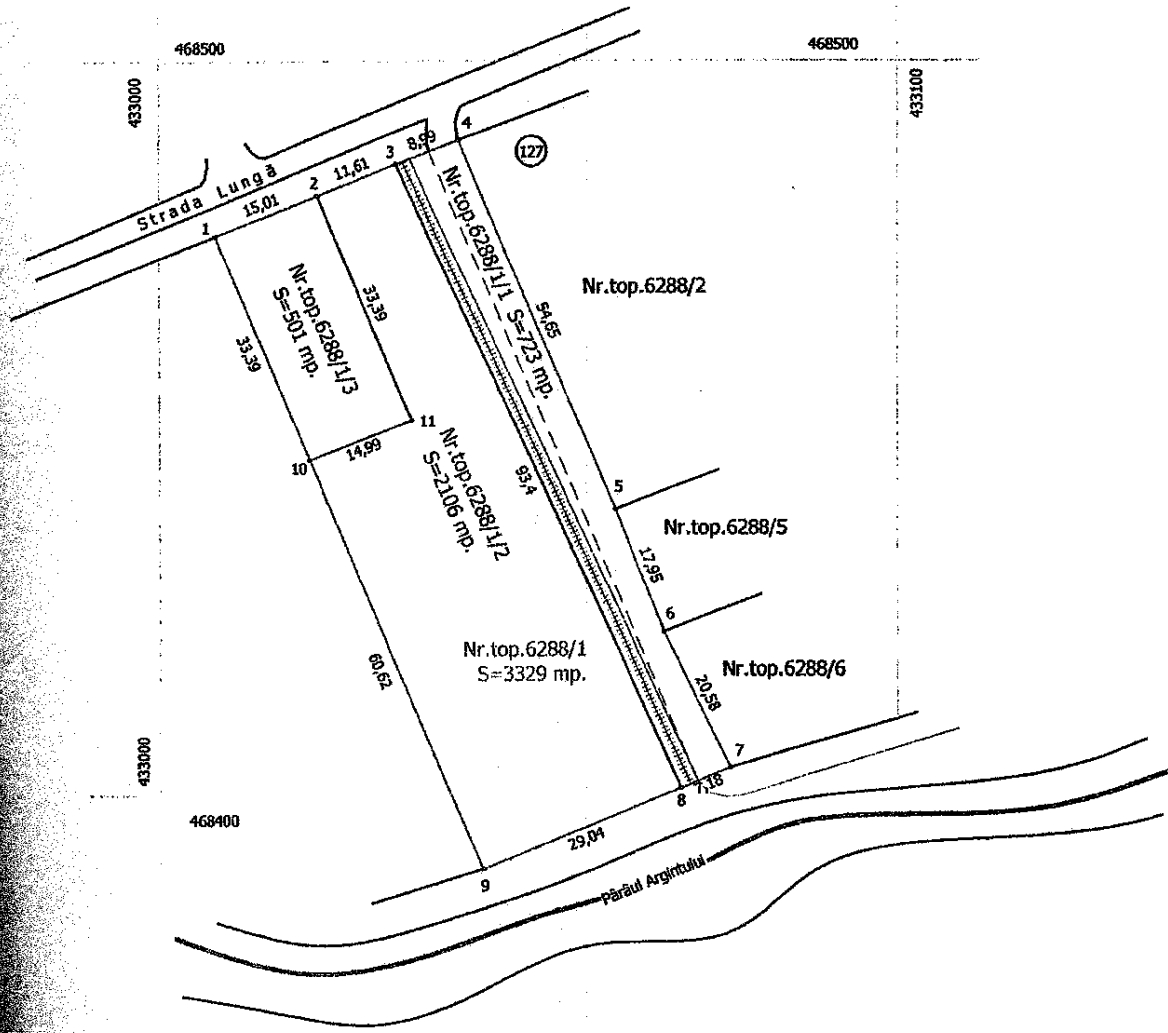 468500
468500
433000
433100
4
127
8,99
3
11,61
2
Strada Lungă
15,01
1
Nr.top.6288/1/1 S=723 mp.
Nr.top.6288/1/3
S=501 mp.
33,39
33,39
Nr.top.6288/2
54,65
11
14,99
10
Nr.top.6288/1/2
S=2106 mp.
93,4
5
Nr.top.6288/5
17,95
6
Nr.top.6288/1
S=3329 mp.
60,62
Nr.top.6288/6
20,58
7
433000
7,18
8
468400
29,04
9
Pârâul Argintului